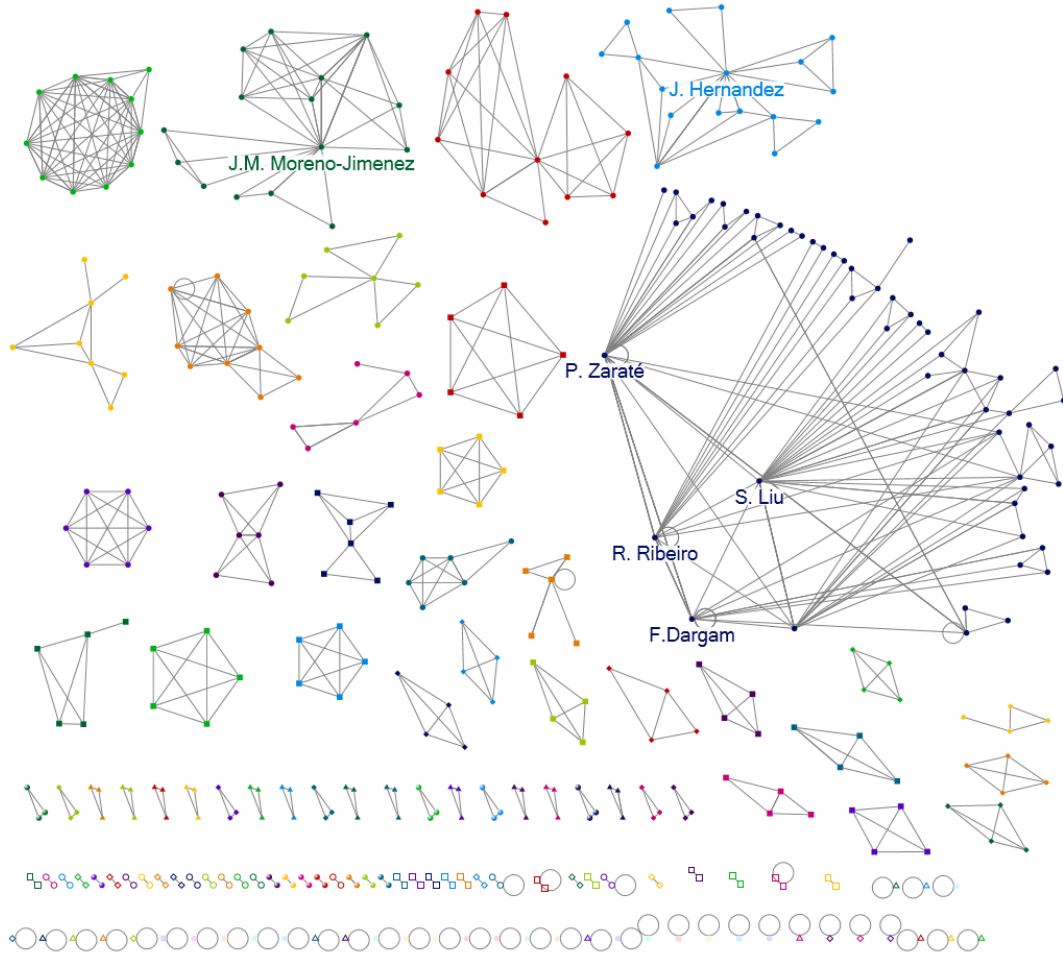 J. Hernandez
J.M. Moreno-Jimenez
P. Zaraté
S. Liu
R. Ribeiro
F.Dargam